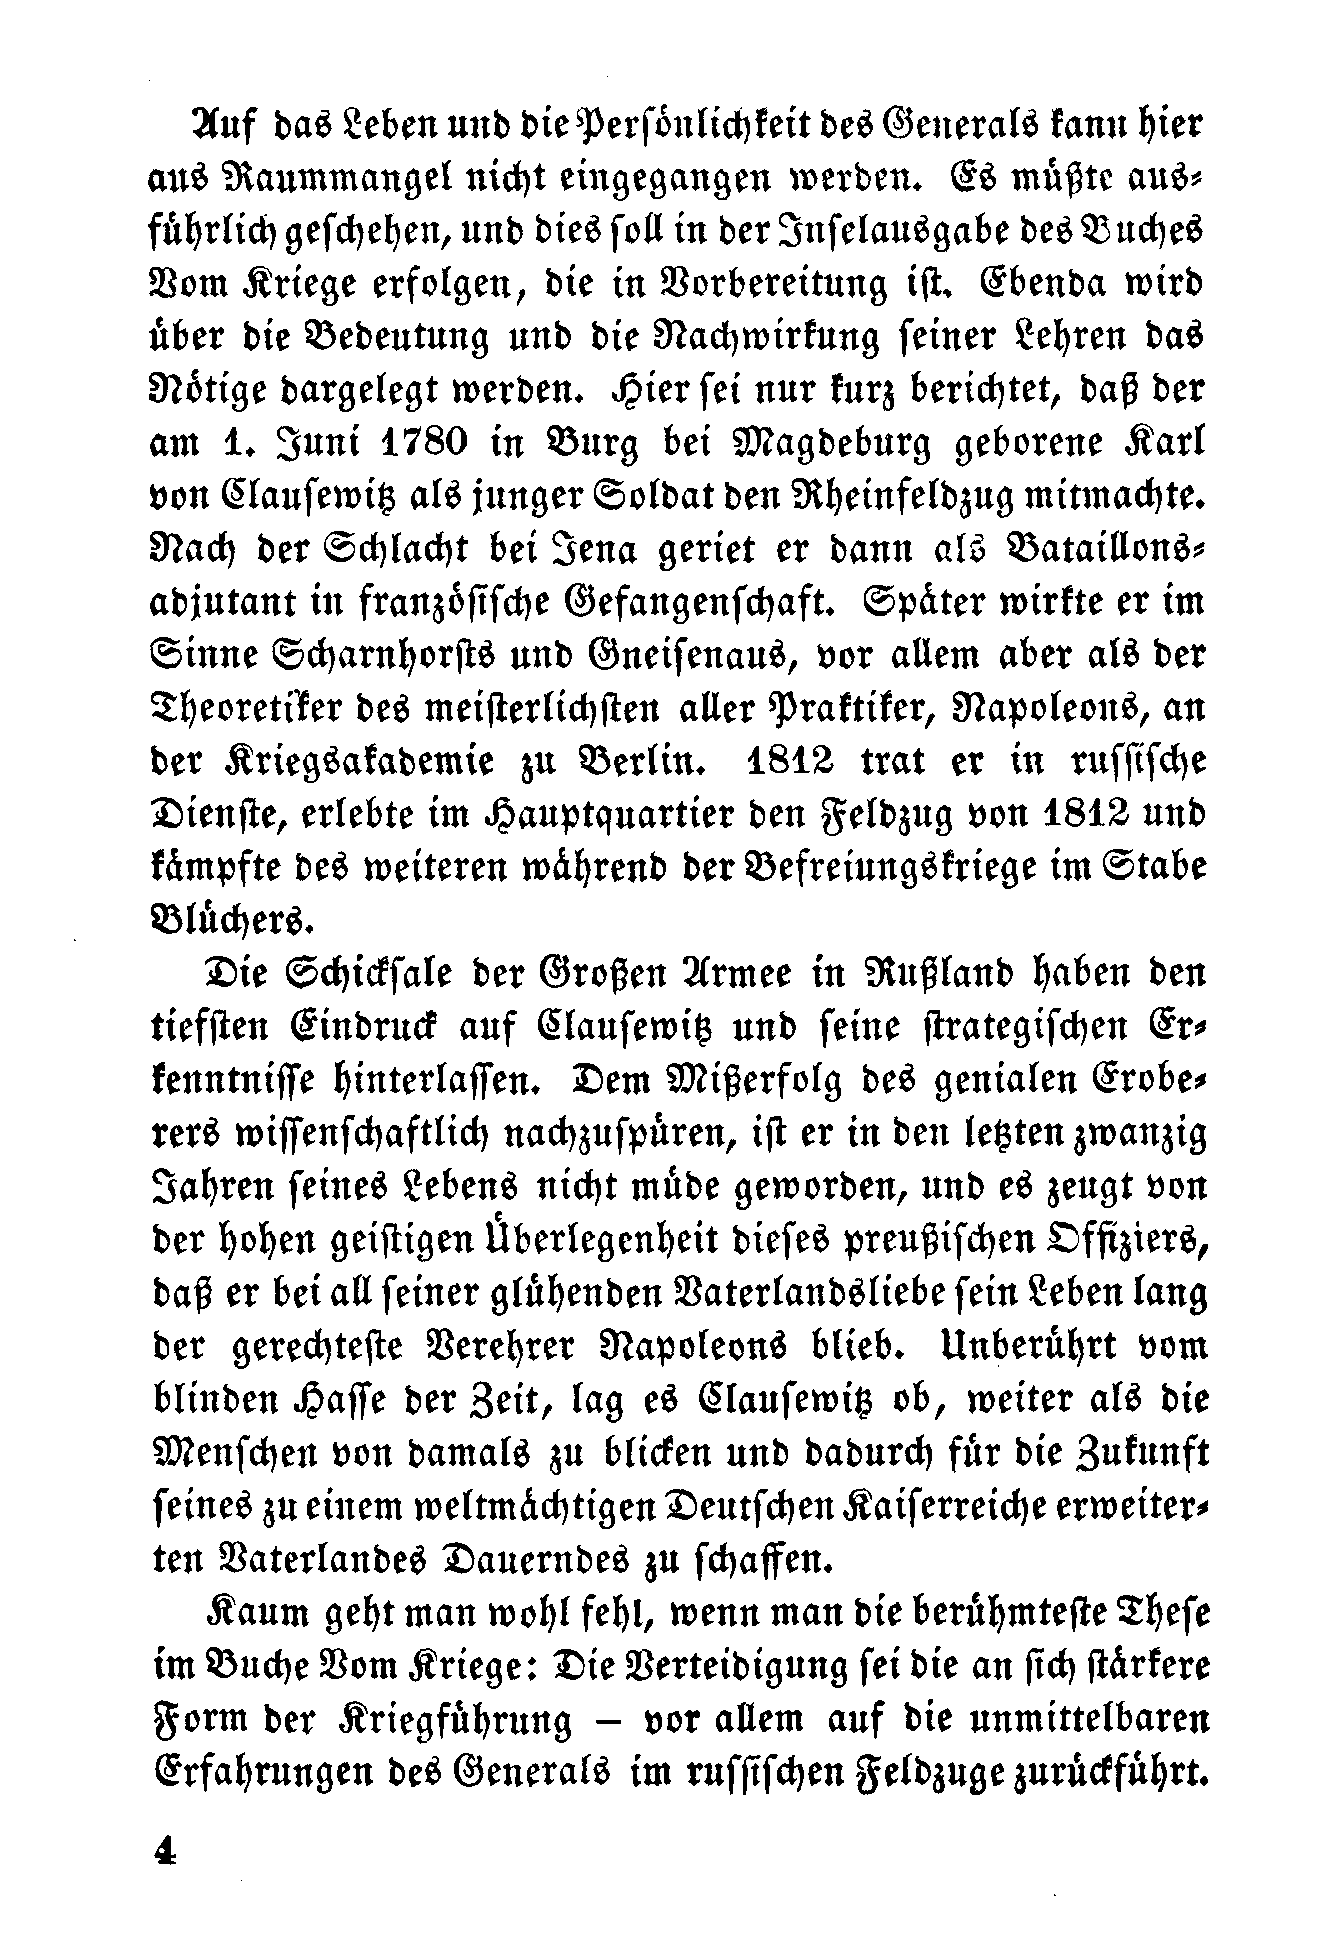 Auf das Leben und die Persönlichkeit des Generals kann hier
aus Raummangel nicht eingegangen werden. Es müßte aus-
führlich geschehen, und dies soll in der Inselausgabe des Buches
Vom Kriege erfolgen, die in Vorbereitung ist. Ebenda wird
über die Bedeutung und die Nachwirkung seiner Lehren das
Nötige dargelegt werden. Hier sei nur kurz berichtet, daß der
am 1. Juni 1780 in Burg bei Magdeburg geborene Karl
von Clausewitz als junger Soldat den Rheinfeldzug mitmachte.
Nach der Schlacht bei Jena geriet er dann als Bataillons-
adjutant in französische Gefangenschaft. Später wirkte er im
Sinne Scharnhorsts und Gneisenaus, vor allem aber als der
Theoretiker des meisterlichsten aller Praktiker, Napoleons, an
der Kriegsakademie zu Berlin. 1812 trat er in russische
Dienste, erlebte im Hauptquartier den Feldzug von 1812 und
kämpfte des weiteren während der Befreiungskriege im Stabe
Blüchers.
Die Schicksale der Großen Armee in Rußland haben den
tiefsten Eindruck auf Clausewitz und seine strategischen Er-
kenntnisse hinterlassen. Dem Mißerfolg des genialen Erobe-
rers wissenschaftlich nachzuspüren, ist er in den letzten zwanzig
Jahren seines Lebens nicht müde geworden, und es zeugt von
der hohen geistigen Überlegenheit dieses preußischen Offiziers,
daß er bei all seiner glühenden Vaterlandsliebe sein Leben lang
der gerechteste Verehrer Napoleons blieb. Unberührt vom
blinden Hasse der Zeit, lag es Clausewitz ob, weiter als die
Menschen von damals zu blicken und dadurch für die Zukunft
seines zu einem weltmächtigen Deutschen Kaiserreiche erweiter-
ten Vaterlandes Dauerndes zu schaffen.
Kaum geht man wohl fehl, wenn man die berühmteste These
im Buche Vom Kriege: Die Verteidigung sei die an sich stärkere
Form der Kriegführung – vor allem auf die unmittelbaren
Erfahrungen des Generals im russischen Feldzuge zurückführt.
4